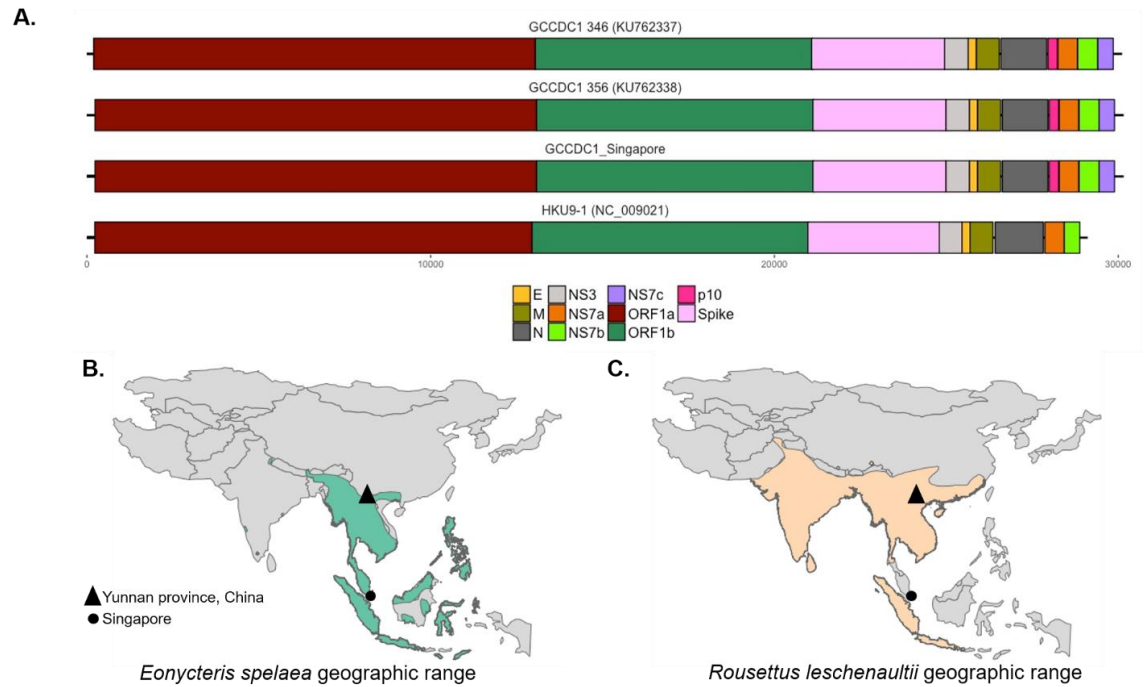 A.
GCCDC1 346 (KU762337)
GCCDC1 356 (KU762338)
GCCDC1_Singapore
HKU9-1 (NC_009021)
0 10000 20000 30000
E NS3 NS7c p10
M NS7a ORF1a Spike
N NS7b ORF1b
B. C.
Yunnan province, China
Singapore
Eonycteris spelaea geographic range
Rousettus leschenaultii geographic range